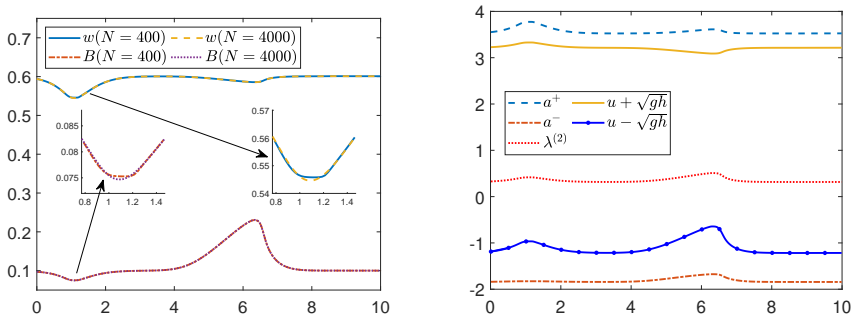 w(N = 400) w(N = 4000)
B(N = 400) B(N = 4000)
0.7
0.6
0.5
0.4
0.3
0.2
0.1
0.085
0.08
0.075
0.8 1 1.2 1.4
0.57
0.56
0.55
0.54
0.8 1 1.2 1.4
0 2 4 6 8 10
4
3
2
1
0
-1
-2
a⁺ u + √gh
a⁻ u − √gh
λ⁽²⁾
0 2 4 6 8 10